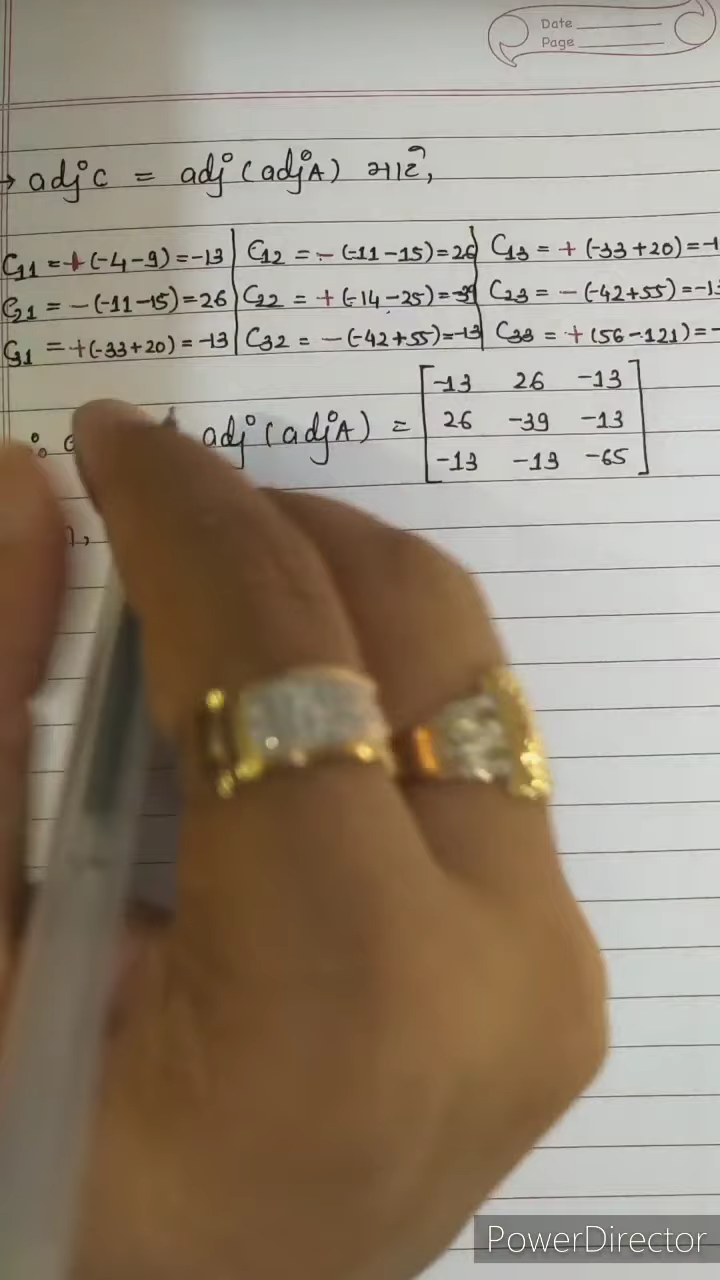 Date
Page
→ adj C = adj (adj A) માટે,
C11 = +(-4-9) = -13 | C12 = -(-11-15) = 26 | C13 = +(-33+20) = -1
C21 = -(-11-15) = 26 | C22 = +(-14-25) = -39 | C23 = -(-42+55) = -13
C31 = +(-33+20) = -13 | C32 = -(-42+55) = -13 | C33 = +(56-121) = -
adj (adj A) = [-13 26 -13
26 -39 -13
-13 -13 -65]
PowerDirector